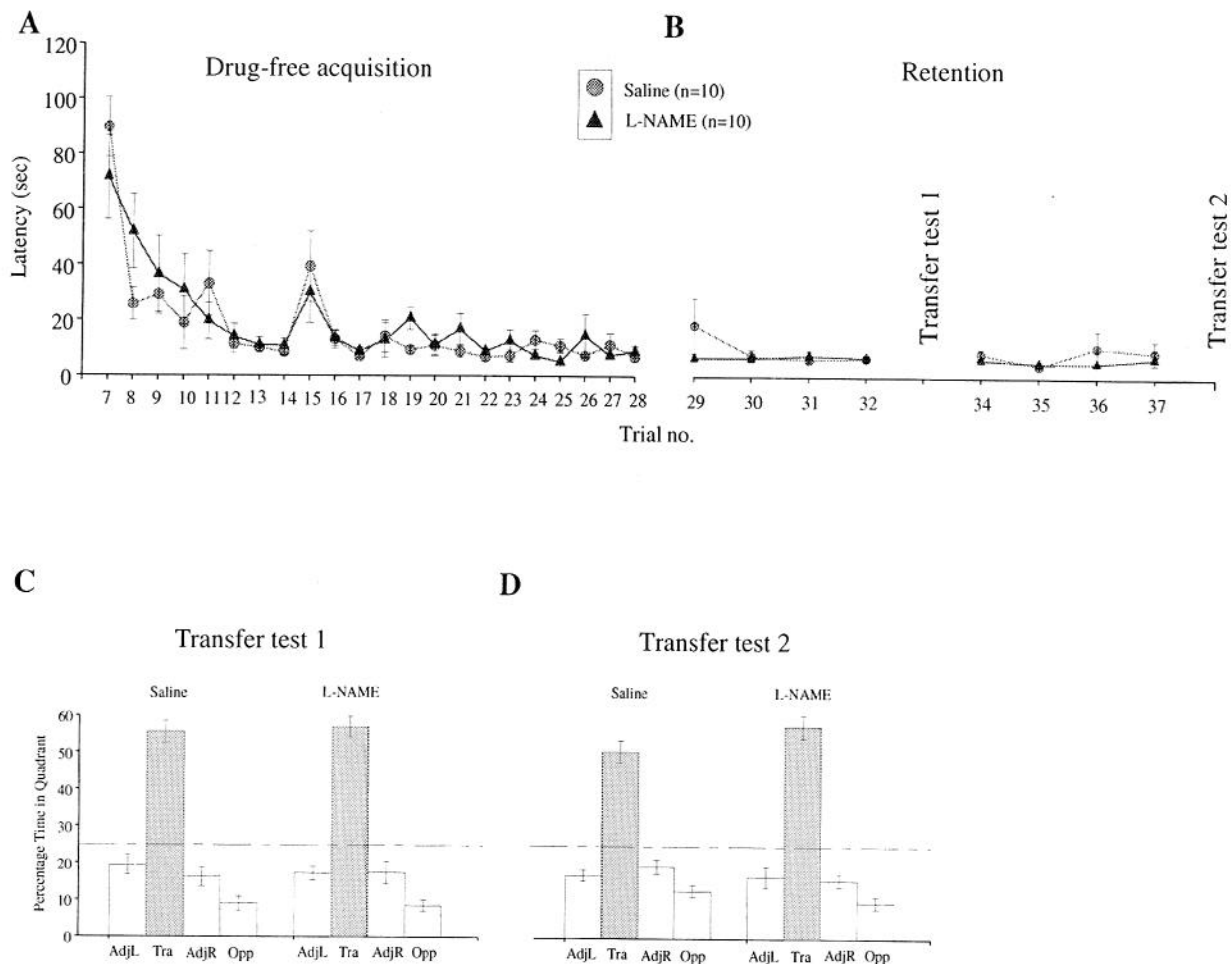 A
B
120
Drug-free acquisition
Retention
Saline (n=10)
L-NAME (n=10)
100
80
60
40
20
0
Latency (sec)
7 8 9 10 11 12 13 14 15 16 17 18 19 20 21 22 23 24 25 26 27 28
29 30 31 32
34 35 36 37
Transfer test 1
Transfer test 2
Trial no.
C
D
Transfer test 1
Transfer test 2
Saline
L-NAME
Saline
L-NAME
60
50
40
30
20
10
0
Percentage Time in Quadrant
AdjL Tra AdjR Opp AdjL Tra AdjR Opp
AdjL Tra AdjR Opp AdjL Tra AdjR Opp